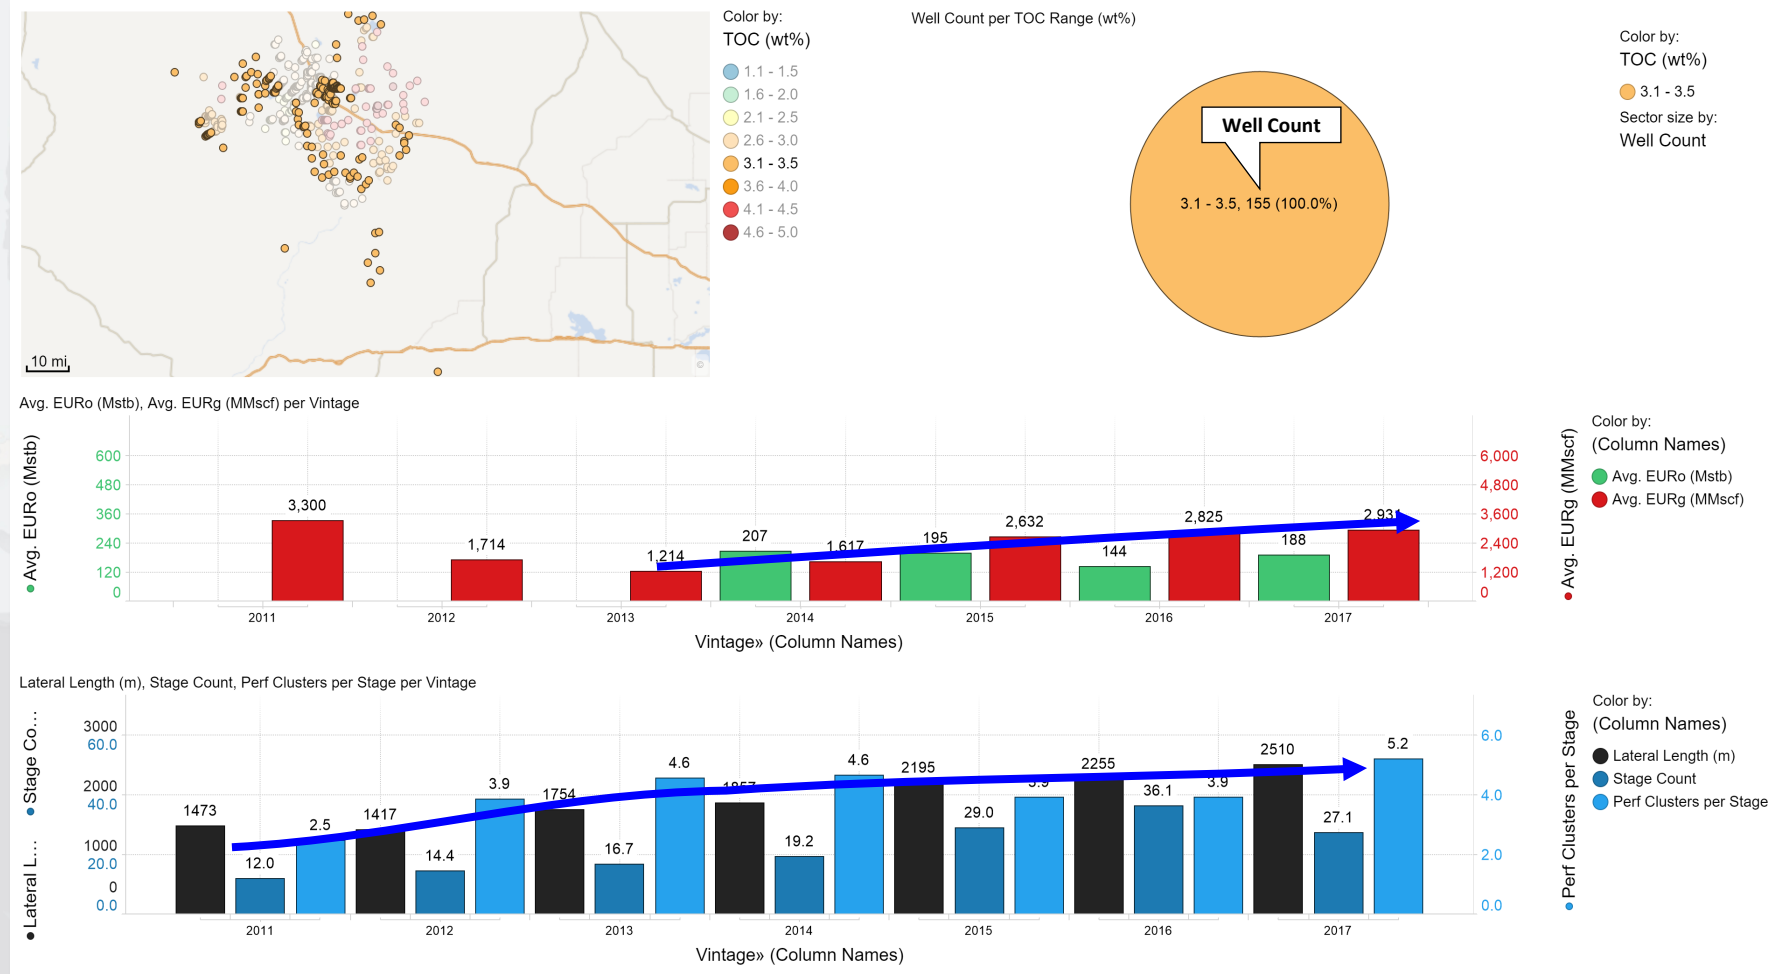 Color by:
TOC (wt%)
1.1 - 1.5
1.6 - 2.0
2.1 - 2.5
2.6 - 3.0
3.1 - 3.5
3.6 - 4.0
4.1 - 4.5
4.6 - 5.0
10 mi
©
Well Count per TOC Range (wt%)
Well Count
3.1 - 3.5, 155 (100.0%)
Color by:
TOC (wt%)
3.1 - 3.5
Sector size by:
Well Count
Avg. EURo (Mstb), Avg. EURg (MMscf) per Vintage
Avg. EURo (Mstb)
600
480
360
240
120
0
3,300
1,714
1,214
207
1,617
195
2,632
144
2,825
188
2,931
6,000
4,800
3,600
2,400
1,200
0
Avg. EURg (MMscf)
2011
2012
2013
2014
2015
2016
2017
Vintage» (Column Names)
Color by:
(Column Names)
Avg. EURo (Mstb)
Avg. EURg (MMscf)
Lateral Length (m), Stage Count, Perf Clusters per Stage per Vintage
Stage Co...
Lateral L...
3000
60.0
2000
40.0
1000
20.0
0
0.0
1473
12.0
2.5
1417
14.4
3.9
1754
16.7
4.6
1857
19.2
4.6
2195
29.0
3.9
2255
36.1
3.9
2510
27.1
5.2
6.0
4.0
2.0
0.0
Perf Clusters per Stage
2011
2012
2013
2014
2015
2016
2017
Vintage» (Column Names)
Color by:
(Column Names)
Lateral Length (m)
Stage Count
Perf Clusters per Stage